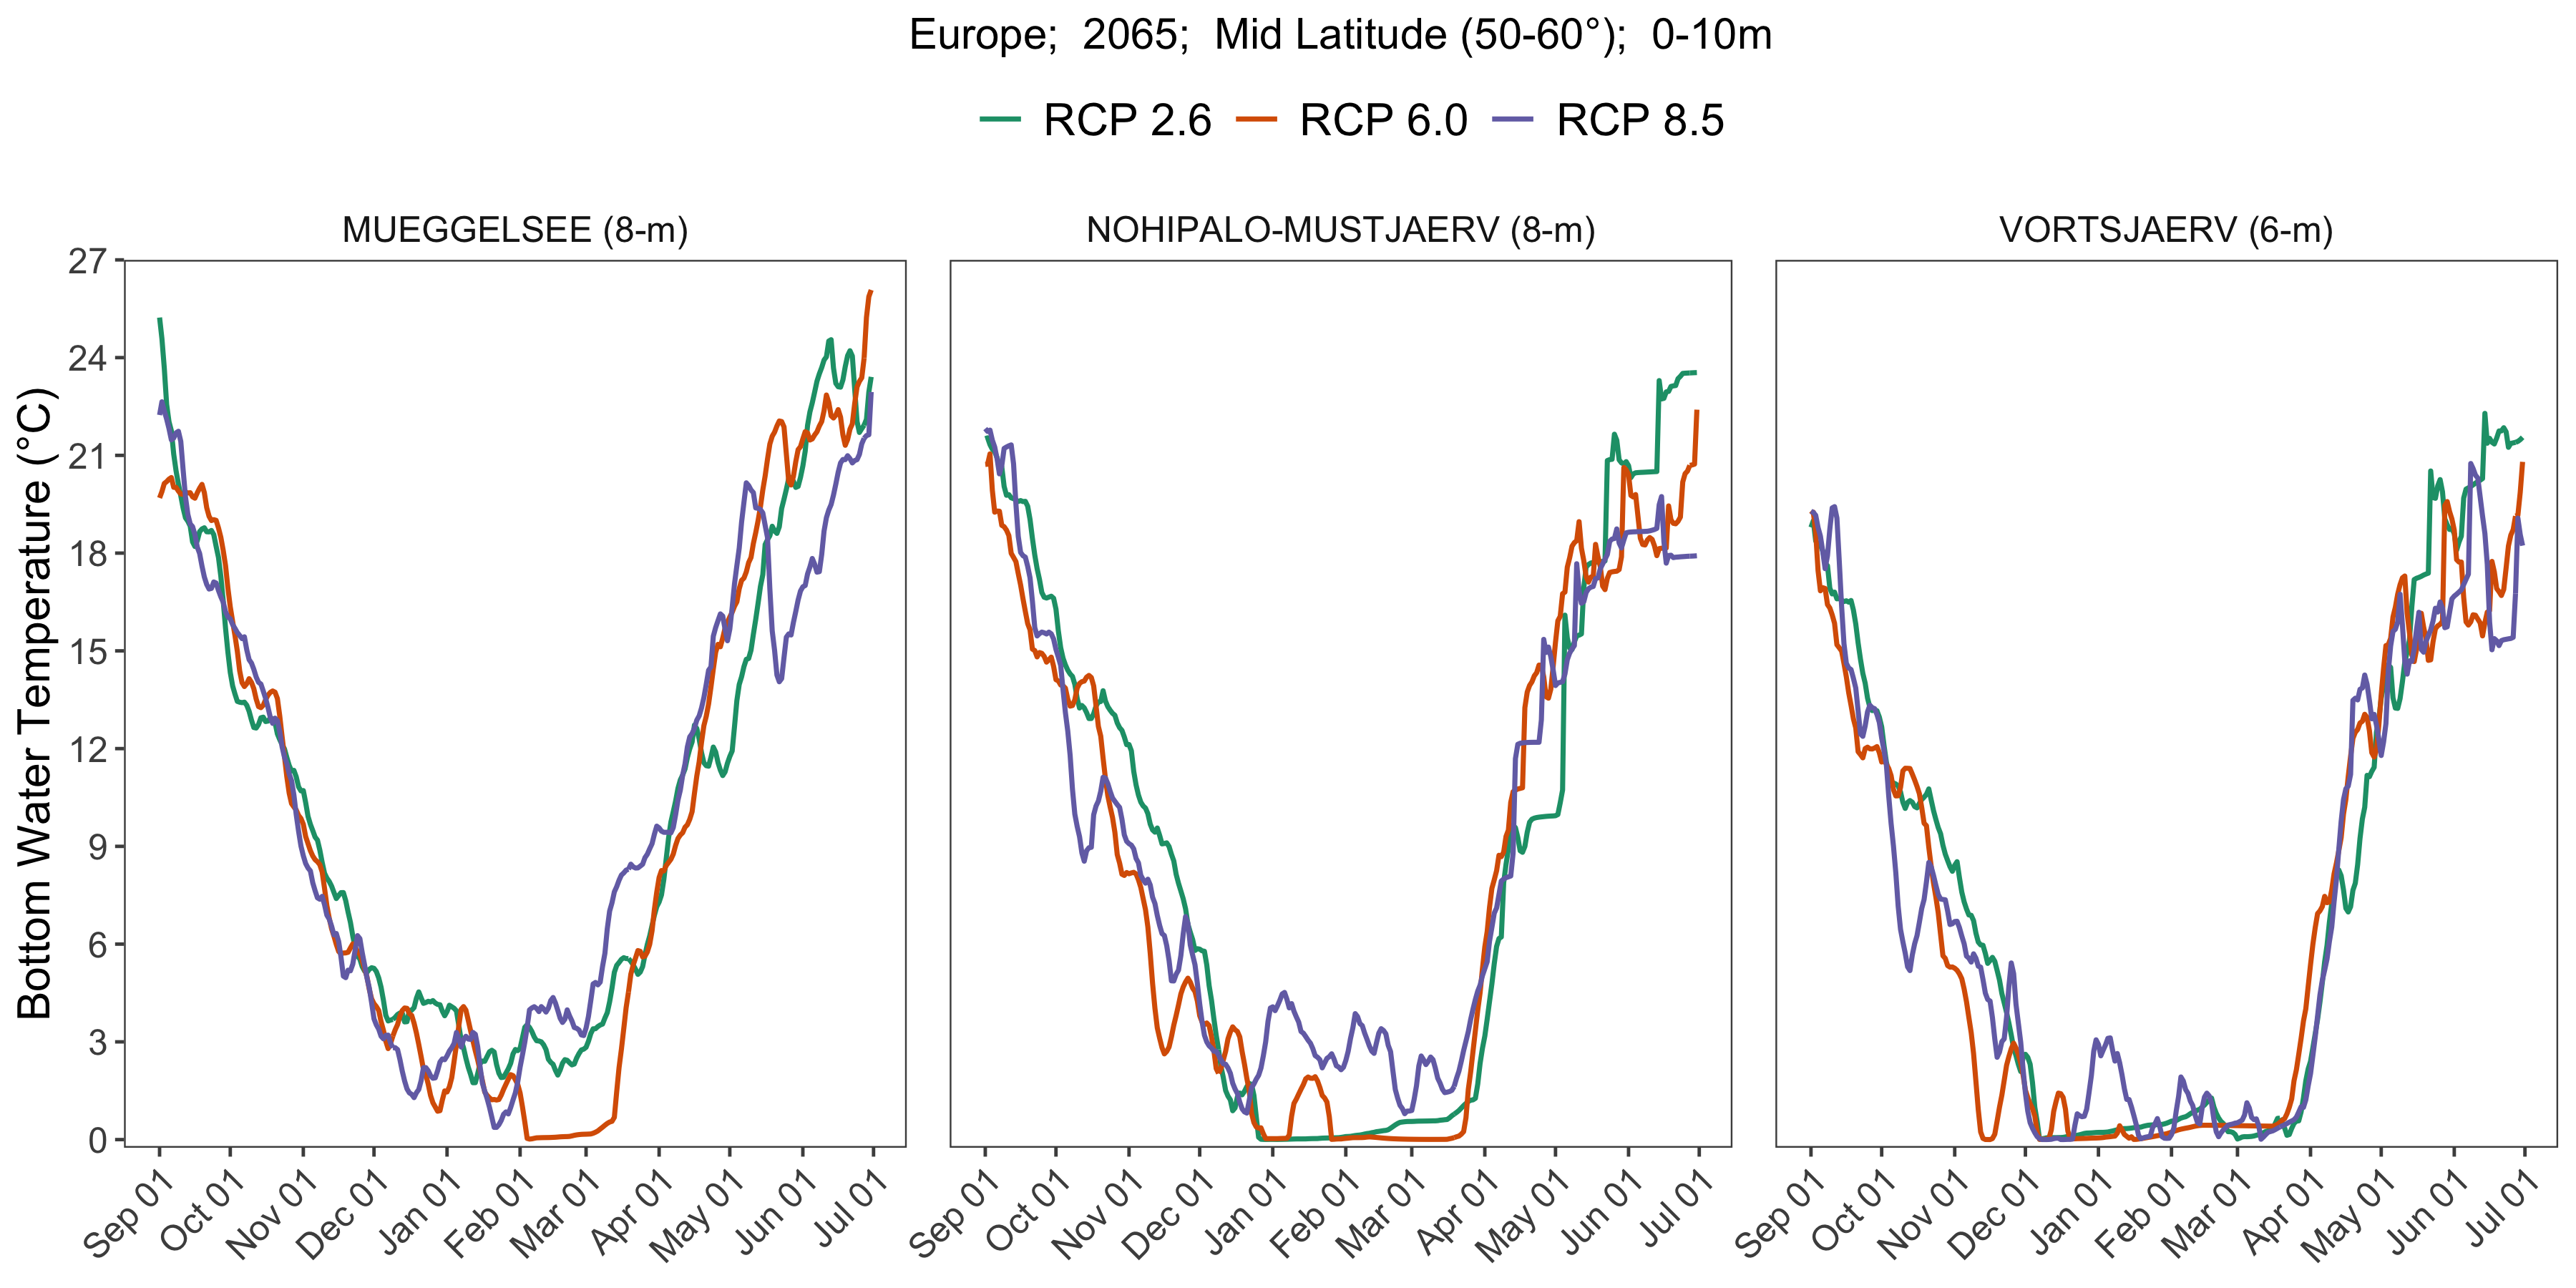 Europe;  2065;  Mid Latitude (50-60°);  0-10m
RCP 2.6 RCP 6.0 RCP 8.5
MUEGGELSEE (8-m) NOHIPALO-MUSTJAERV (8-m) VORTSJAERV (6-m)
Bottom Water Temperature (°C)
27
24
21
18
15
12
9
6
3
0
Sep 01 Oct 01 Nov 01 Dec 01 Jan 01 Feb 01 Mar 01 Apr 01 May 01 Jun 01 Jul 01 Sep 01 Oct 01 Nov 01 Dec 01 Jan 01 Feb 01 Mar 01 Apr 01 May 01 Jun 01 Jul 01 Sep 01 Oct 01 Nov 01 Dec 01 Jan 01 Feb 01 Mar 01 Apr 01 May 01 Jun 01 Jul 01